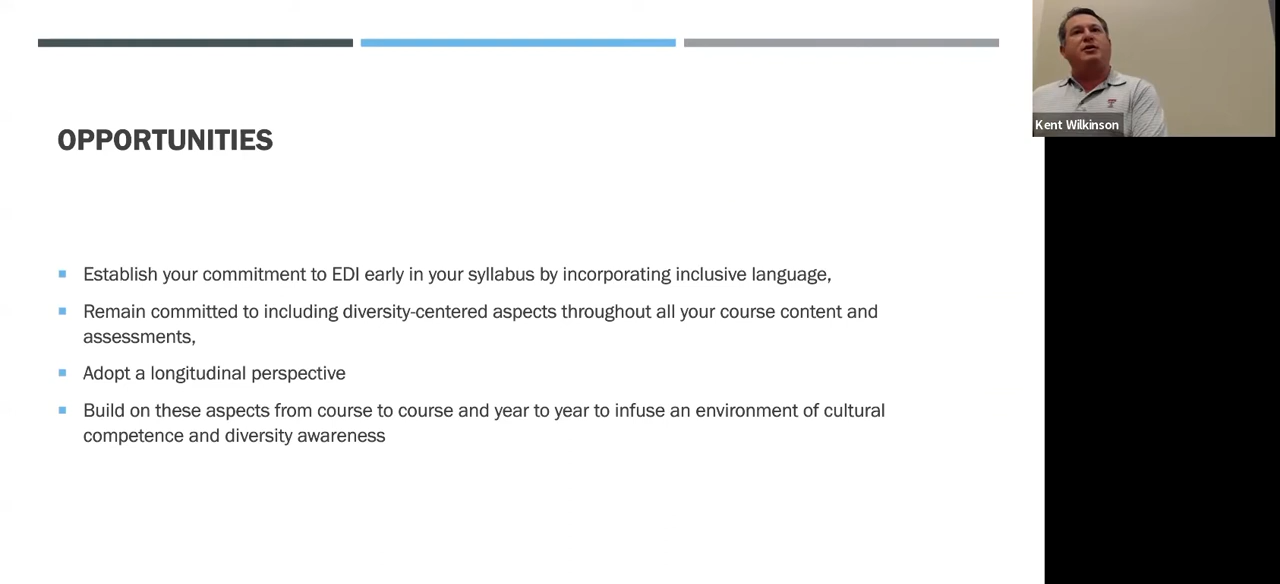 OPPORTUNITIES
Establish your commitment to EDI early in your syllabus by incorporating inclusive language,
Remain committed to including diversity-centered aspects throughout all your course content and
assessments,
Adopt a longitudinal perspective
Build on these aspects from course to course and year to year to infuse an environment of cultural
competence and diversity awareness
Kent Wilkinson